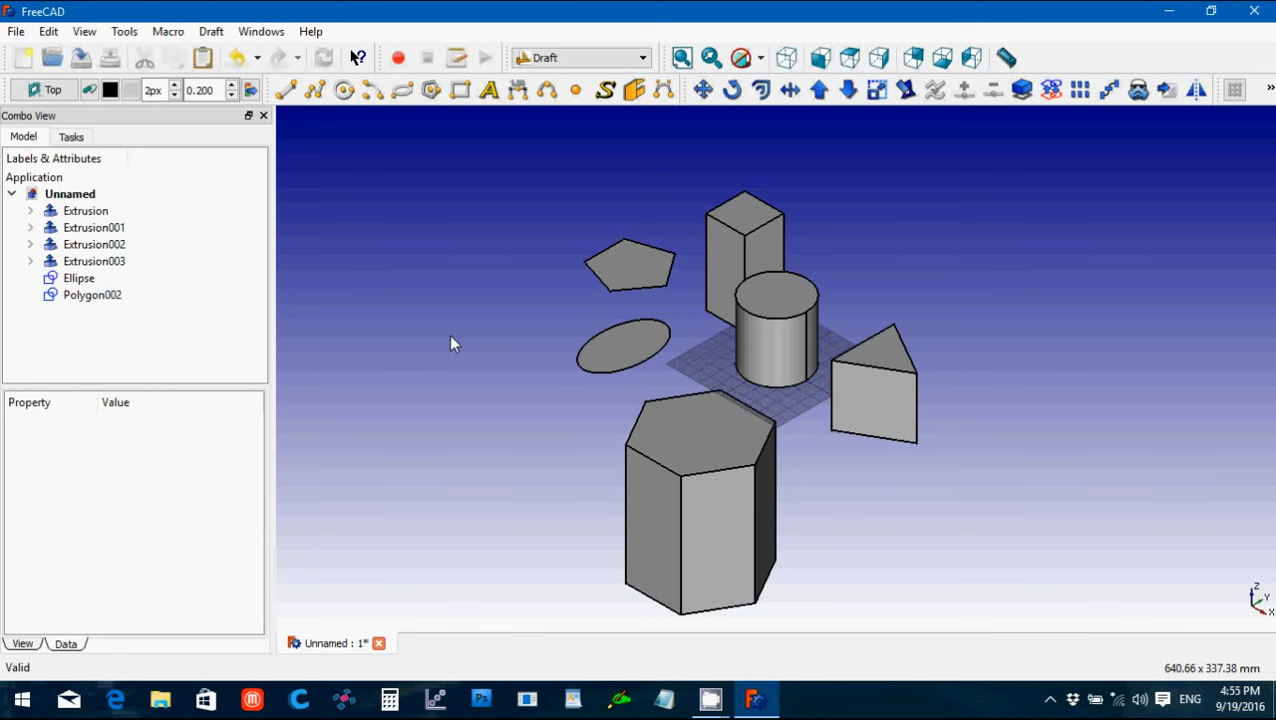 FreeCAD
File Edit View Tools Macro Draft Windows Help
Draft
Top 2px 0.200 A S »
Combo View
Model Tasks
Labels & Attributes
Application
Unnamed
Extrusion
Extrusion001
Extrusion002
Extrusion003
Ellipse
Polygon002
Property Value
View Data
Unnamed : 1*
Z
Y
X
Valid
640.66 x 337.38 mm
ENG
4:55 PM
9/19/2016